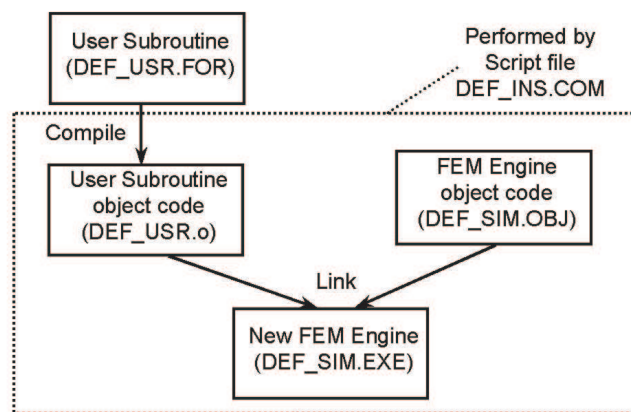 User Subroutine
(DEF_USR.FOR)
Performed by
Script file
DEF_INS.COM
Compile
User Subroutine
object code
(DEF_USR.o)
FEM Engine
object code
(DEF_SIM.OBJ)
Link
New FEM Engine
(DEF_SIM.EXE)